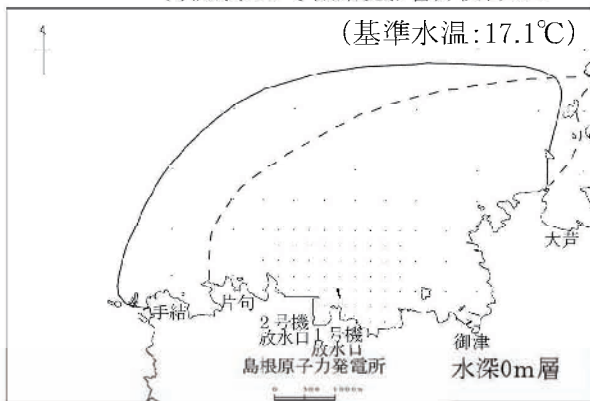 (基準水温:17.1℃)
大芦
手結
片句
2号機
放水口
1号機
放水口
御津
島根原子力発電所
水深0m層